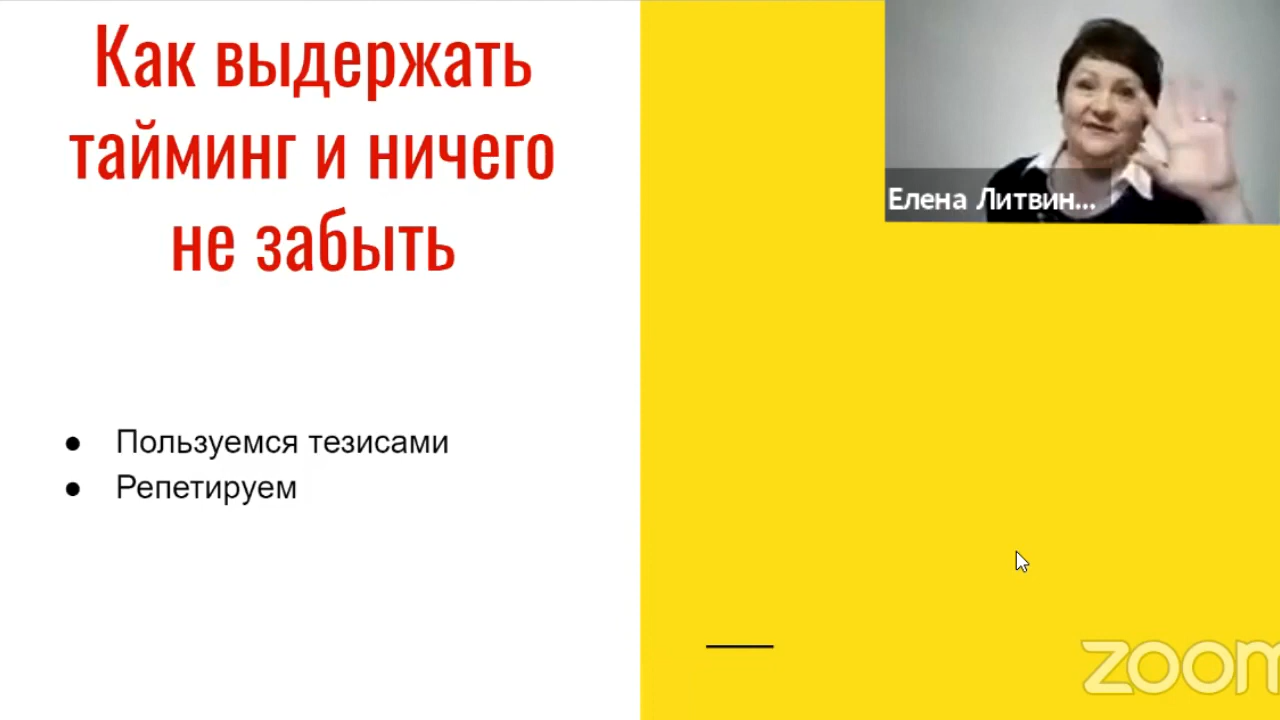 Как выдержать
тайминг и ничего
не забыть
Елена Литвин...
● Пользуемся тезисами
● Репетируем
zoom